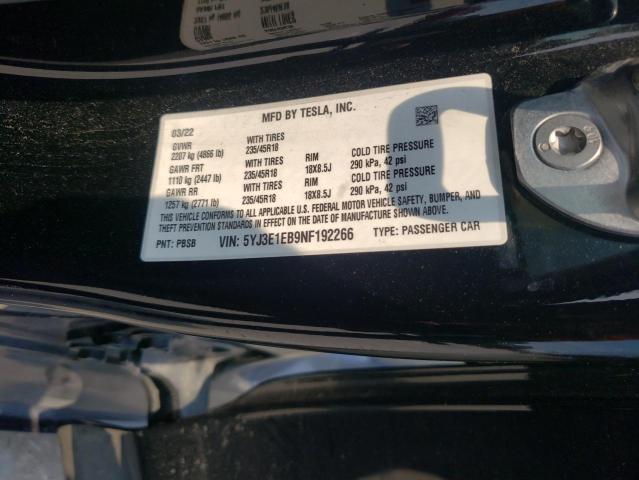 MFD BY TESLA, INC.
03/22
GVWR
2207 kg (4866 lb)
WITH TIRES
235/45R18
GAWR FRT
1110 kg (2447 lb)
WITH TIRES
235/45R18
RIM
18X8.5J
COLD TIRE PRESSURE
290 kPa, 42 psi
GAWR RR
1257 kg (2771 lb)
WITH TIRES
235/45R18
RIM
18X8.5J
COLD TIRE PRESSURE
290 kPa, 42 psi
THIS VEHICLE CONFORMS TO ALL APPLICABLE U.S. FEDERAL MOTOR VEHICLE SAFETY, BUMPER, AND
THEFT PREVENTION STANDARDS IN EFFECT ON THE DATE OF MANUFACTURE SHOWN ABOVE.
PNT: PBSB VIN: 5YJ3E1EB9NF192266 TYPE: PASSENGER CAR